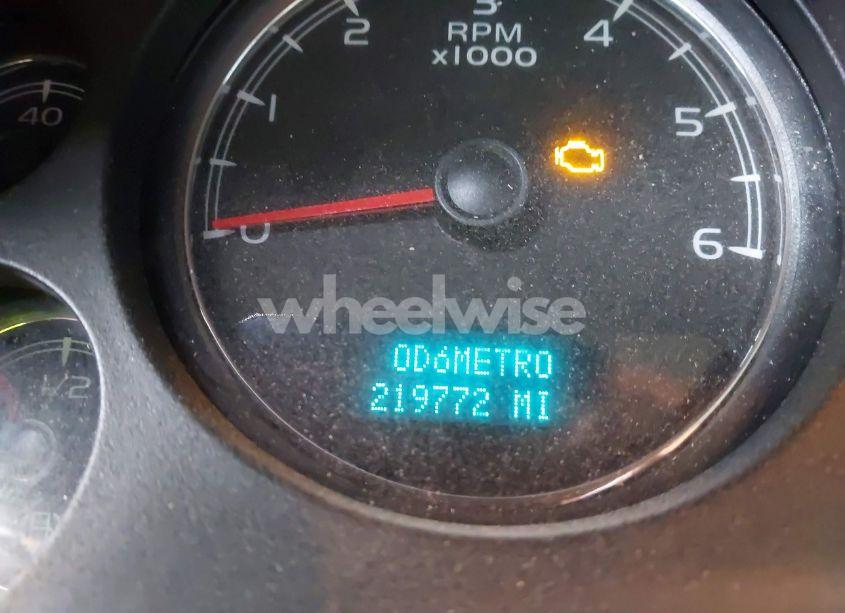 40
1
2
3
4
5
6
0
RPM
x1000
wheelwise
ODóMETRO
219772 MI
1/2